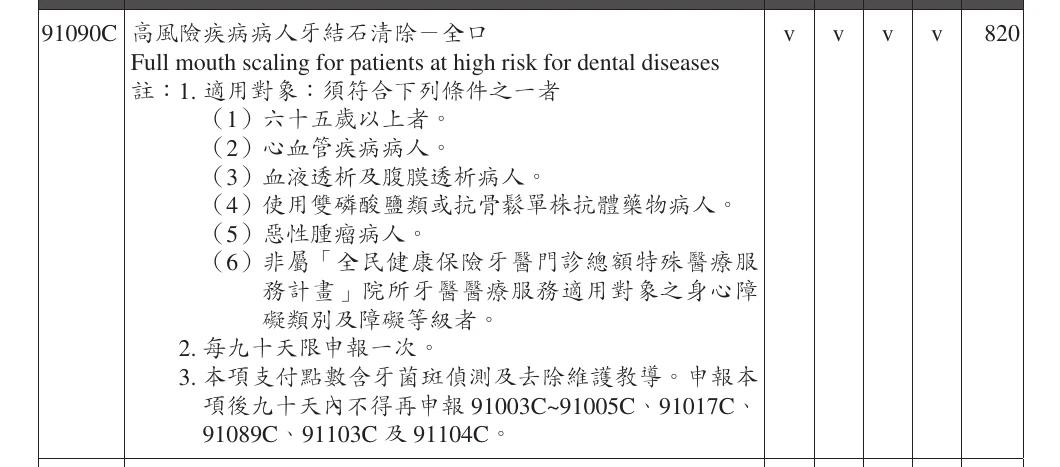 91090C 高風險疾病病人牙結石清除－全口 v v v v 820
Full mouth scaling for patients at high risk for dental diseases
註：1. 適用對象：須符合下列條件之一者
（1）六十五歲以上者。
（2）心血管疾病病人。
（3）血液透析及腹膜透析病人。
（4）使用雙磷酸鹽類或抗骨鬆單株抗體藥物病人。
（5）惡性腫瘤病人。
（6）非屬「全民健康保險牙醫門診總額特殊醫療服
務計畫」院所牙醫醫療服務適用對象之身心障
礙類別及障礙等級者。
2. 每九十天限申報一次。
3. 本項支付點數含牙菌斑偵測及去除維護教導。申報本
項後九十天內不得再申報 91003C~91005C、91017C、
91089C、91103C 及 91104C。